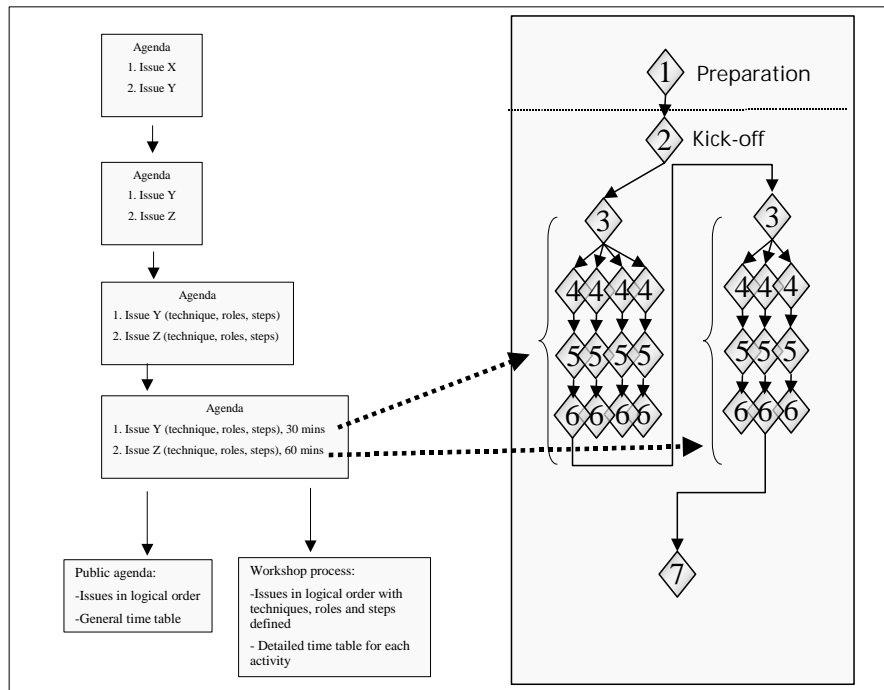 Agenda
1. Issue X
2. Issue Y
Agenda
1. Issue Y
2. Issue Z
Agenda
1. Issue Y (technique, roles, steps)
2. Issue Z (technique, roles, steps)
Agenda
1. Issue Y (technique, roles, steps), 30 mins
2. Issue Z (technique, roles, steps), 60 mins
Public agenda:
-Issues in logical order
-General time table
Workshop process:
-Issues in logical order with
techniques, roles and steps
defined
- Detailed time table for each
activity
1 Preparation
2 Kick-off
3
4 4 4 4
5 5 5 5
6 6 6 6
3
4 4 4
5 5 5
6 6 6
7